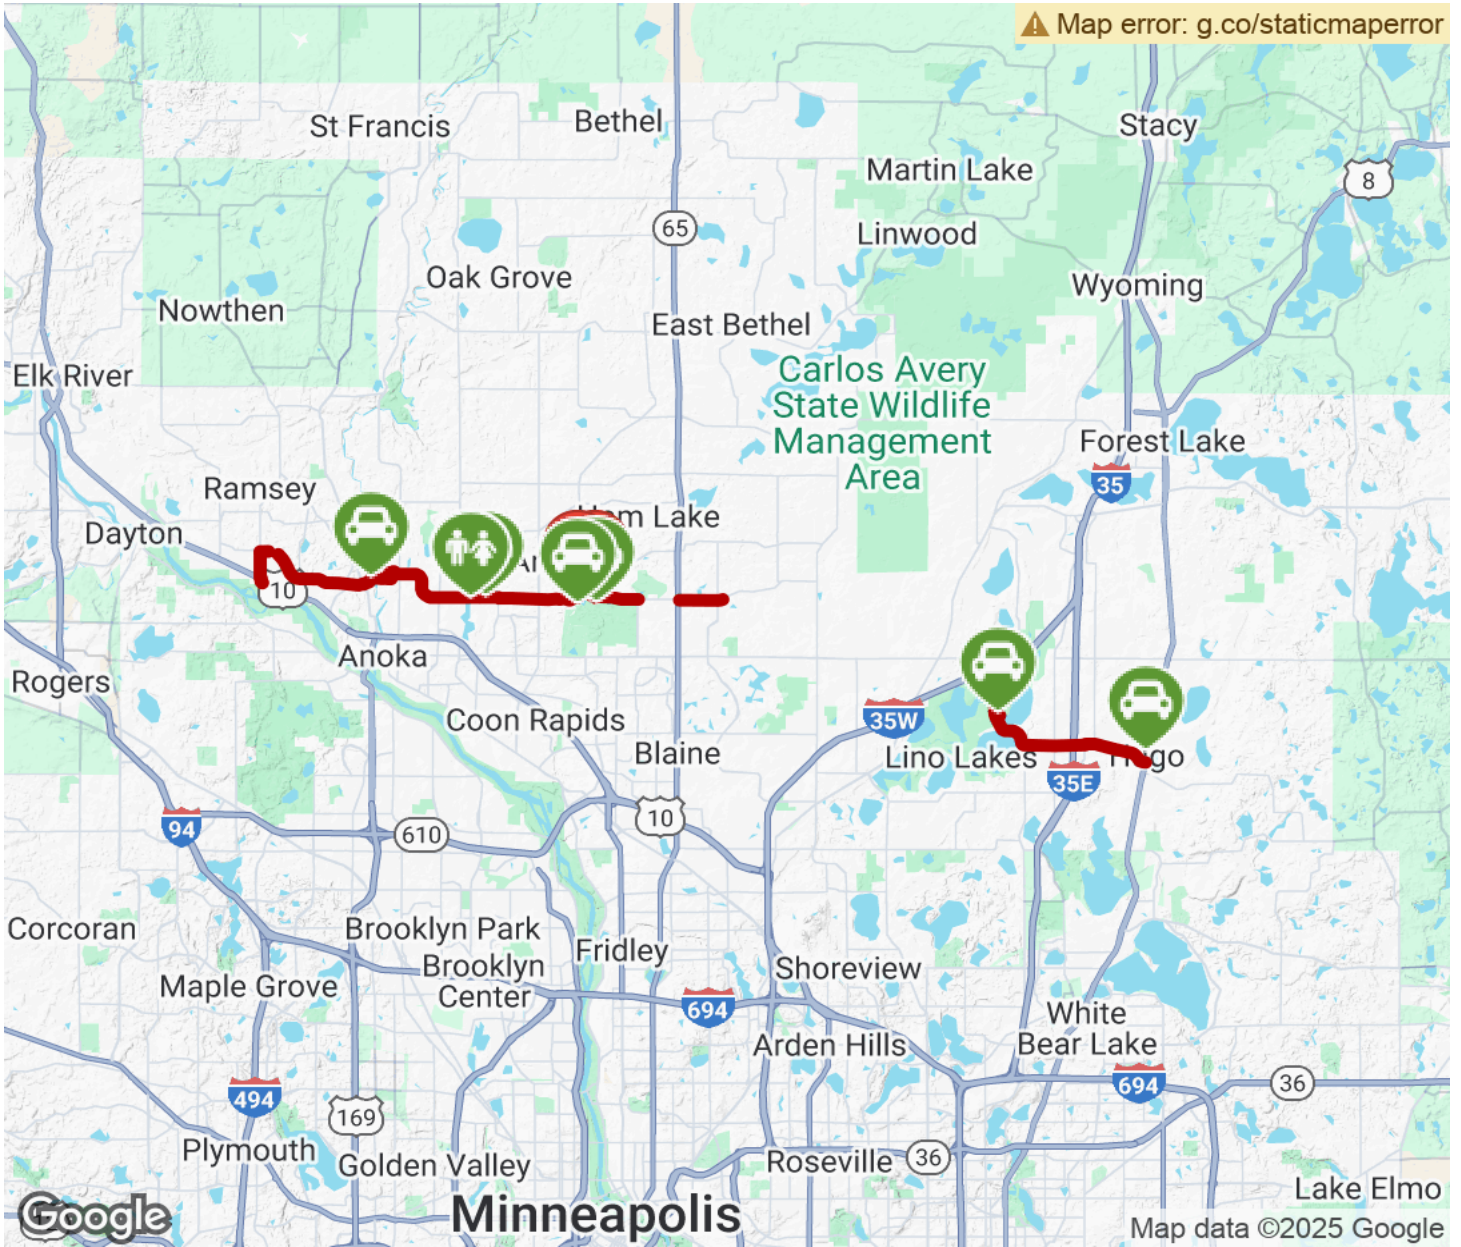 Map error: g.co/staticmaperror
St Francis
Bethel
Stacy
Martin Lake
8
65
Linwood
Oak Grove
Wyoming
Nowthen
East Bethel
Elk River
Carlos Avery
State Wildlife
Management
Area
Forest Lake
Ramsey
35
Ham Lake
Dayton
10
Anoka
Rogers
Coon Rapids
35W
Blaine
Lino Lakes
Hugo
35E
94
610
10
Corcoran
Brooklyn Park
Fridley
Brooklyn
Center
Shoreview
Maple Grove
694
White
Bear Lake
Arden Hills
694
36
494
169
Plymouth
Golden Valley
Roseville
36
Lake Elmo
Minneapolis
Google
Map data ©2025 Google